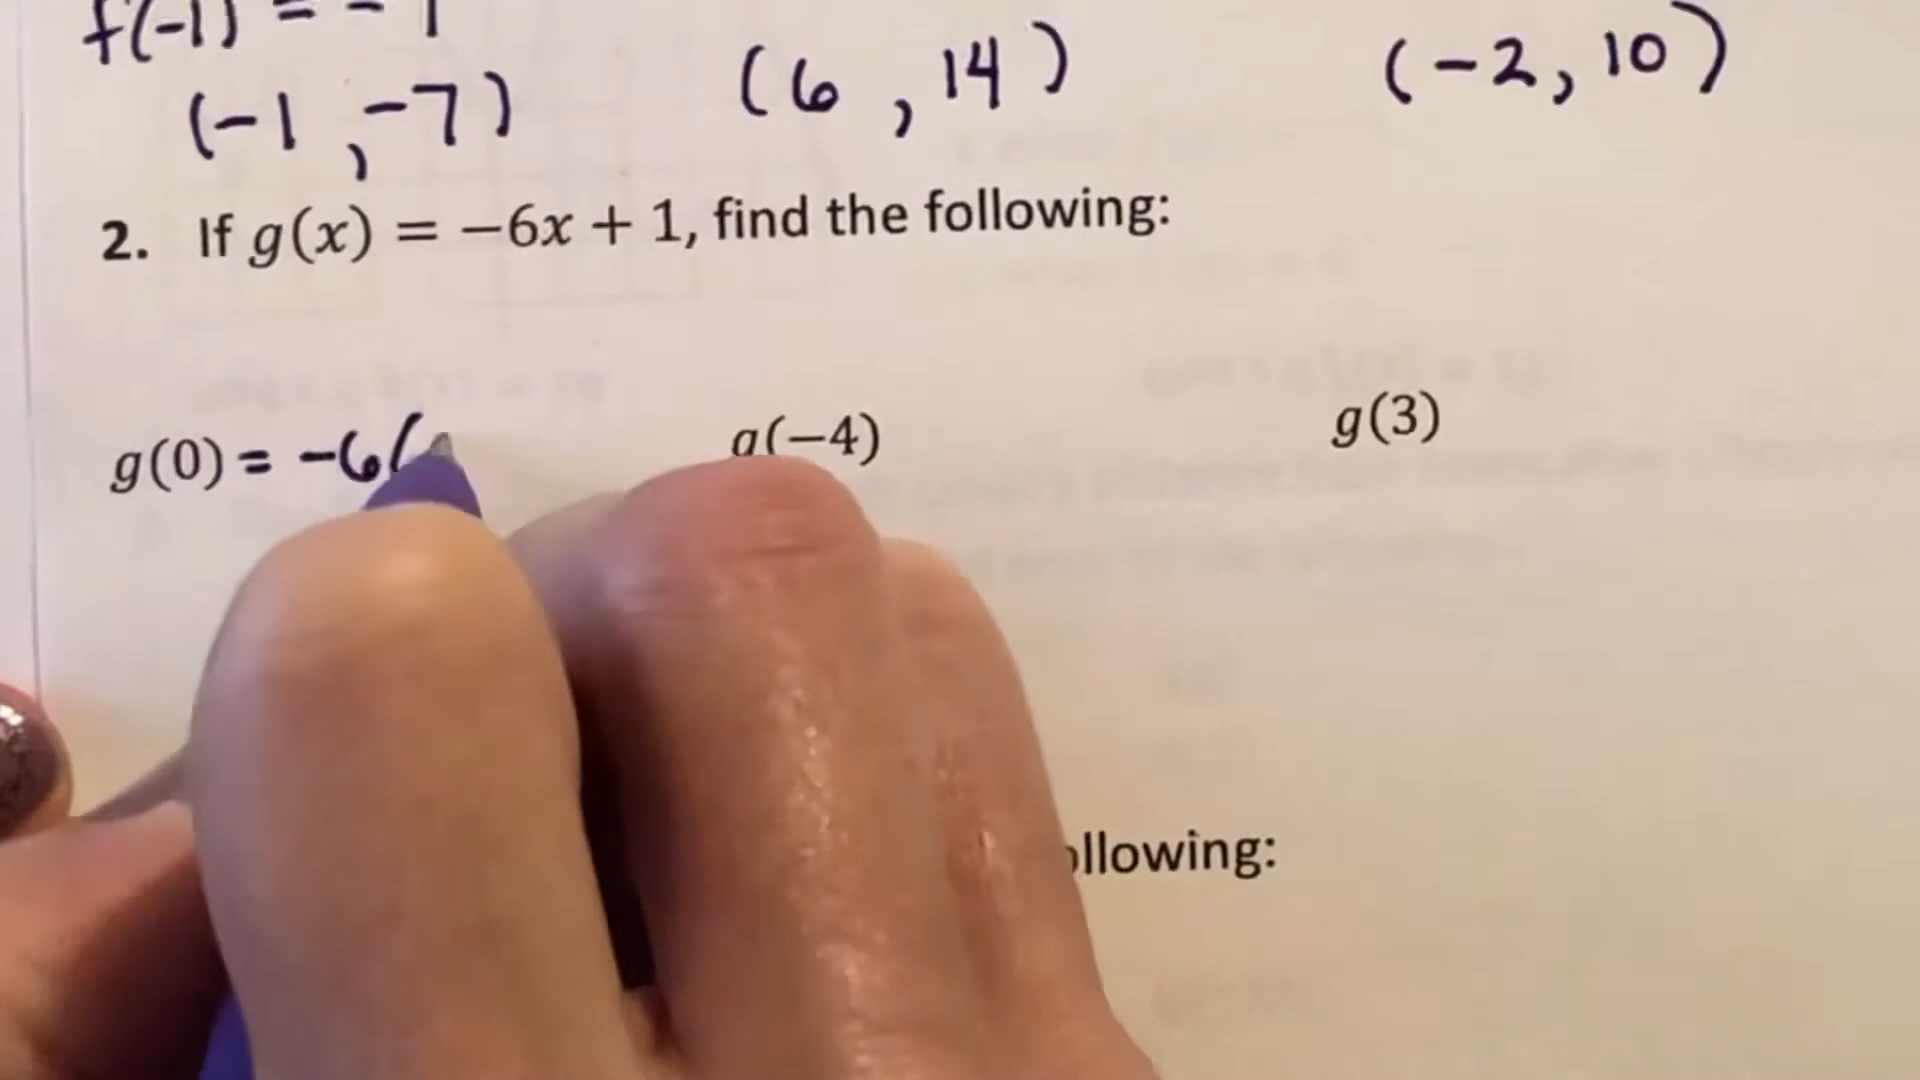 f(-1) = -7
(-1, -7) (6, 14) (-2, 10)
2. If g(x) = −6x + 1, find the following:
g(0) = -6( g(−4) g(3)
ollowing: